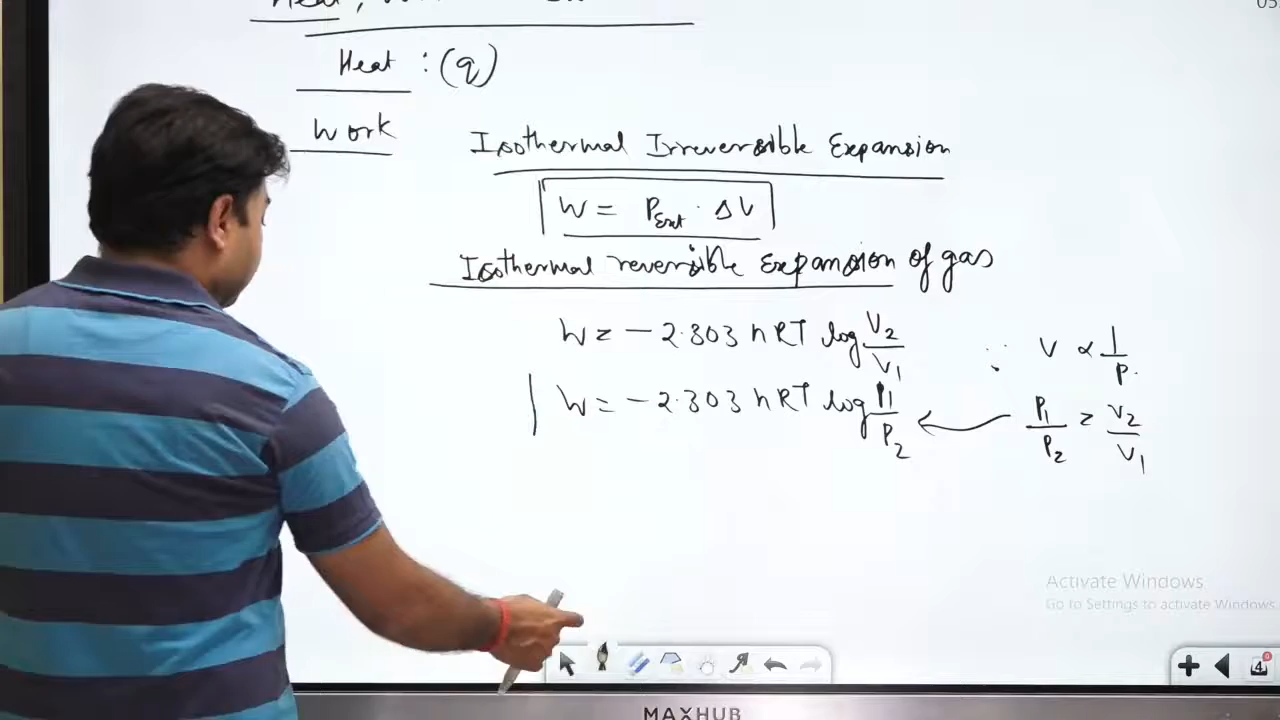 Heat,
Heat : (q)
Work
Isothermal Irreversible Expansion
W = PExt · ΔV
Isothermal reversible expansion of gas
W = - 2.303 nRT log V2/V1
∵ V ∝ 1/P.
W = - 2.303 nRT log P1/P2
P1/P2 = V2/V1
Activate Windows
Go to Settings to activate Windows.
4
MAXHUB